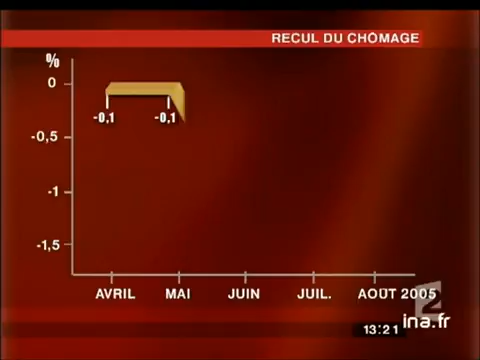 RECUL DU CHÔMAGE
%
0
-0,1 -0,1
-0,5
-1
-1,5
AVRIL MAI JUIN JUIL. AOUT 2005
2
13:21 ina.fr